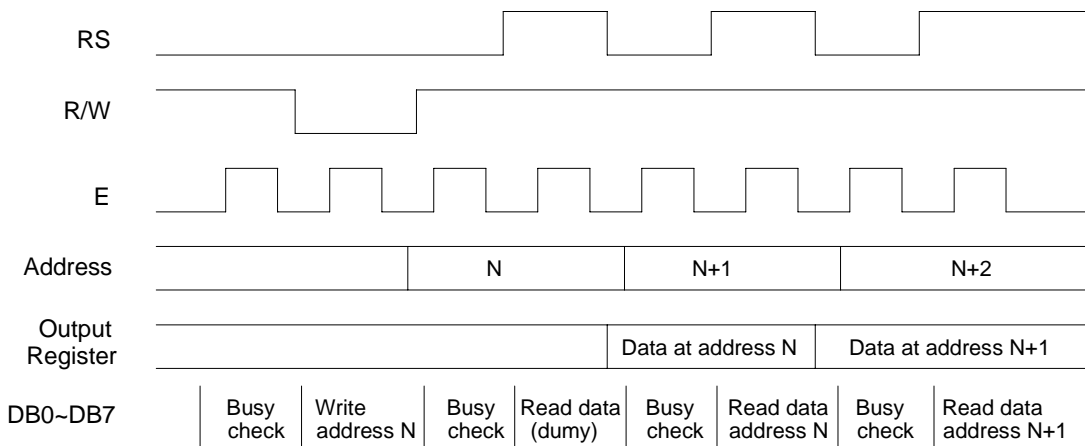 RS
R/W
E
Address
N
N+1
N+2
Output
Register
Data at address N
Data at address N+1
DB0~DB7
Busy
check
Write
address N
Busy
check
Read data
(dumy)
Busy
check
Read data
address N
Busy
check
Read data
address N+1